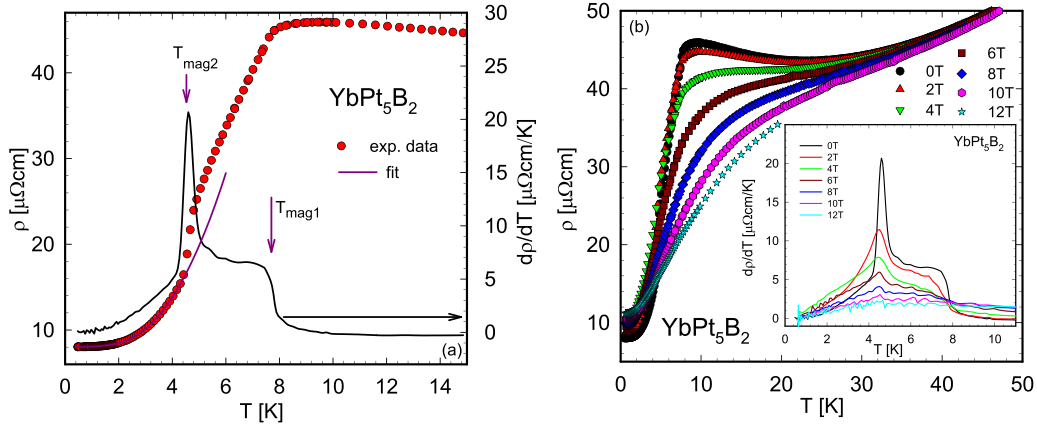 T_mag2
YbPt5B2
exp. data
fit
T_mag1
(a)
40
30
20
10
0 2 4 6 8 10 12 14
T [K]
ρ [μΩcm]
30
25
20
15
10
5
0
dρ/dT [μΩcm/K]
(b)
50
40
30
20
10
0 10 20 30 40 50
T [K]
ρ [μΩcm]
0T
2T
4T
6T
8T
10T
12T
YbPt5B2
YbPt5B2
0T
2T
4T
6T
8T
10T
12T
20
15
10
5
0
0 2 4 6 8 10
T [K]
dρ/dT [μΩcm/K]